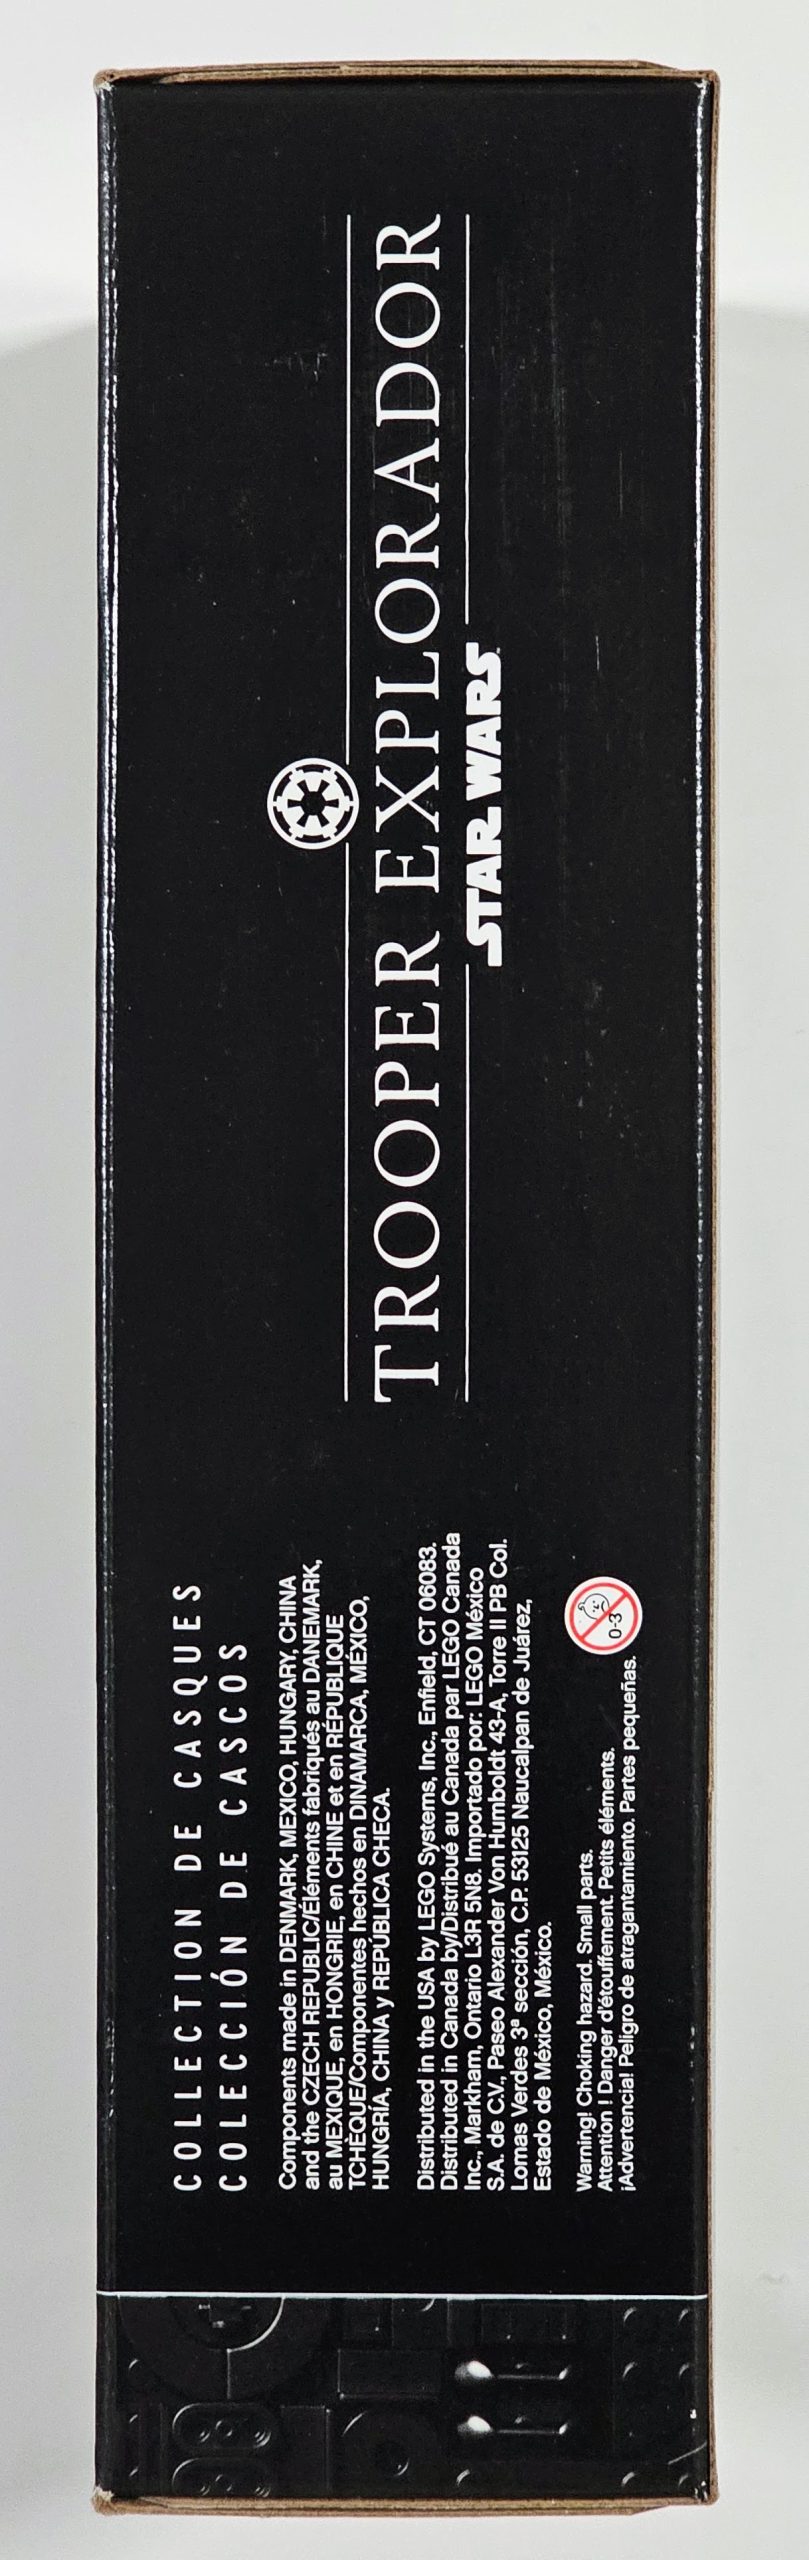 COLLECTION DE CASQUES
COLECCIÓN DE CASCOS
Components made in DENMARK, MEXICO, HUNGARY, CHINA
and the CZECH REPUBLIC/Éléments fabriqués au DANEMARK,
au MEXIQUE, en HONGRIE, en CHINE et en RÉPUBLIQUE
TCHÈQUE/Componentes hechos en DINAMARCA, MÉXICO,
HUNGRÍA, CHINA y REPÚBLICA CHECA.
Distributed in the USA by LEGO Systems, Inc., Enfield, CT 06083.
Distributed in Canada by/Distribué au Canada par LEGO Canada
Inc., Markham, Ontario L3R 5N8. Importado por: LEGO México
S.A. de C.V., Paseo Alexander Von Humboldt 43-A, Torre II PB Col.
Lomas Verdes 3ª sección, C.P. 53125 Naucalpan de Juárez,
Estado de México, México.
Warning! Choking hazard. Small parts.
Attention ! Danger d'étouffement. Petits éléments.
¡Advertencia! Peligro de atragantamiento. Partes pequeñas.
0-3
TROOPER EXPLORADOR
STAR WARS